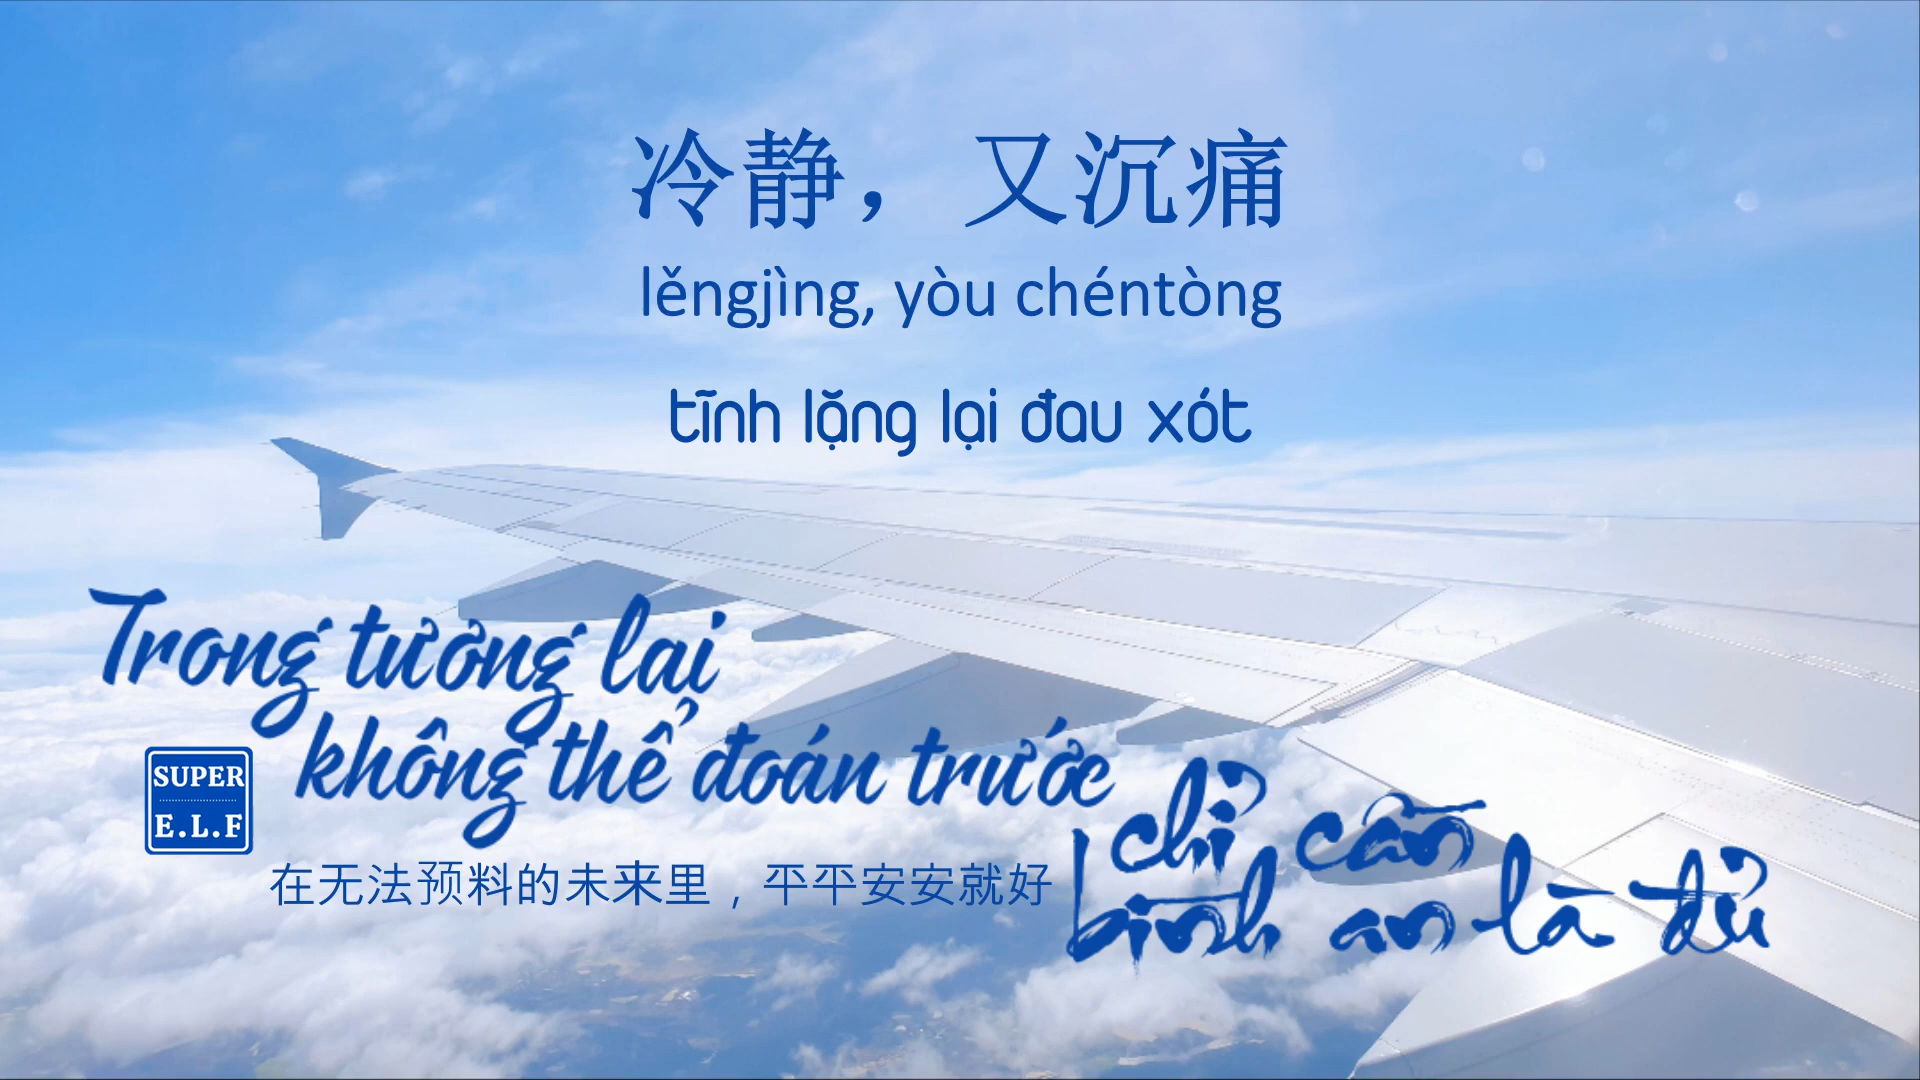 冷静，又沉痛
lěngjìng, yòu chéntòng
tĩnh lặng lại đau xót
Trong tương lai
không thể đoán trước
chỉ cần
bình an là đủ
SUPER
E.L.F
在无法预料的未来里，平平安安就好